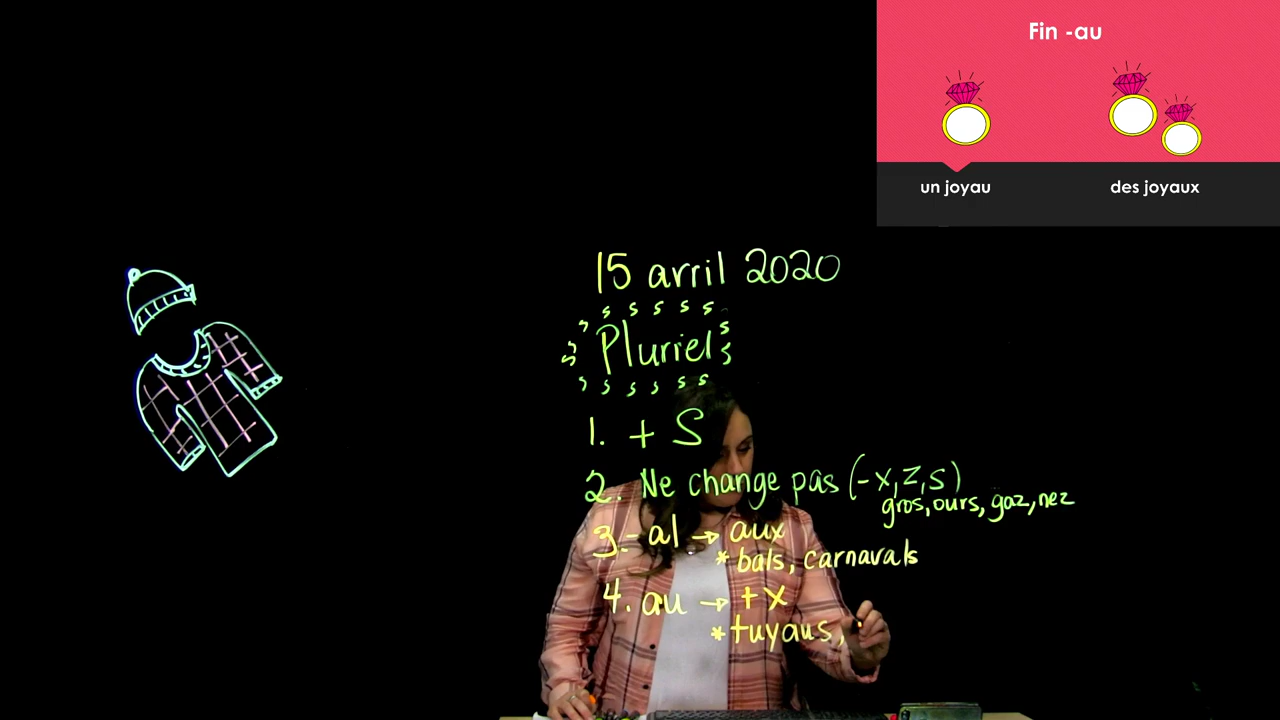 Fin -au
un joyau
des joyaux
15 avril 2020
s s s s s
s Pluriel s
s s
s s s s s s
1. + S
2. Ne change pas (-x,z,s)
gros, ours, gaz, nez
3. -al → aux
* bals, carnavals
4. au → +x
* tuyaus,